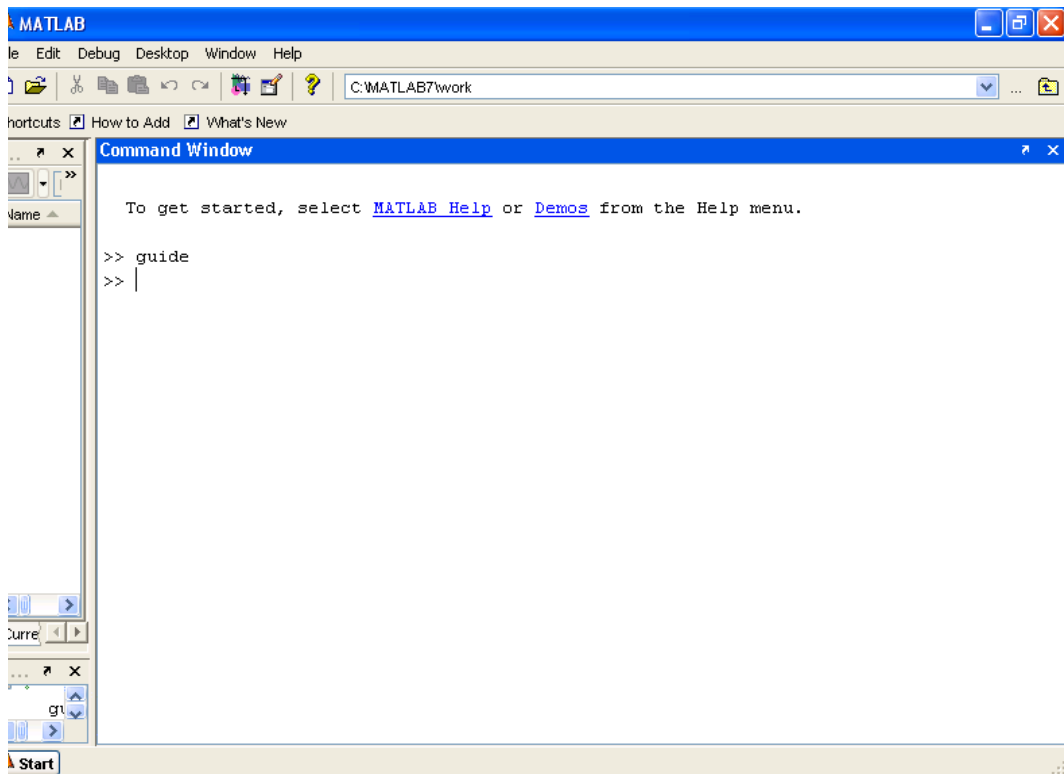 MATLAB
le Edit Debug Desktop Window Help
C:\MATLAB7\work ...
hortcuts How to Add What's New
.. Command Window
»
Name
To get started, select MATLAB Help or Demos from the Help menu.
>> guide
>>
Curre
...
gu
Start